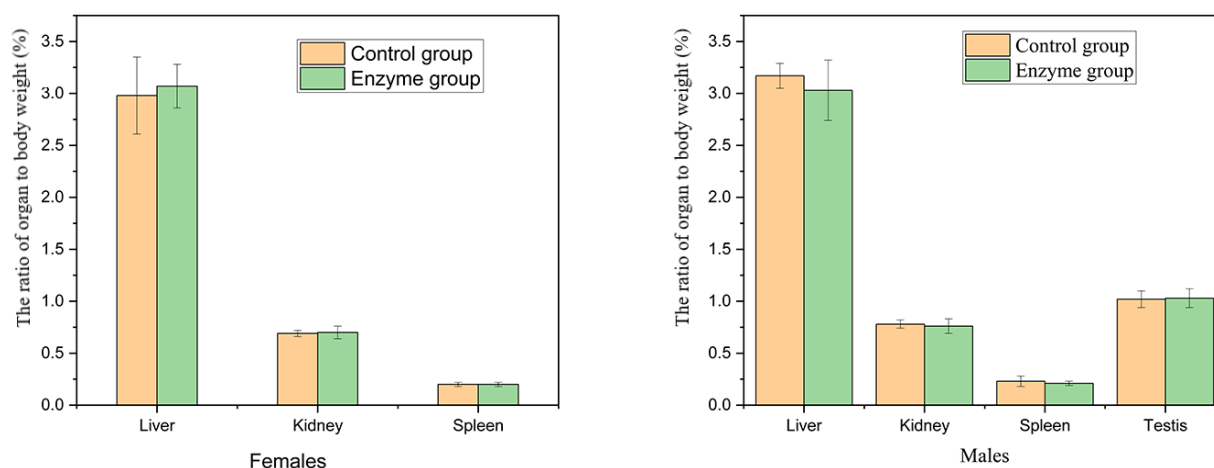 The ratio of organ to body weight (%)
3.5
3.0
2.5
2.0
1.5
1.0
0.5
0.0
Control group
Enzyme group
Liver Kidney Spleen
Females
The ratio of organ to body weight (%)
3.5
3.0
2.5
2.0
1.5
1.0
0.5
0.0
Control group
Enzyme group
Liver Kidney Spleen Testis
Males